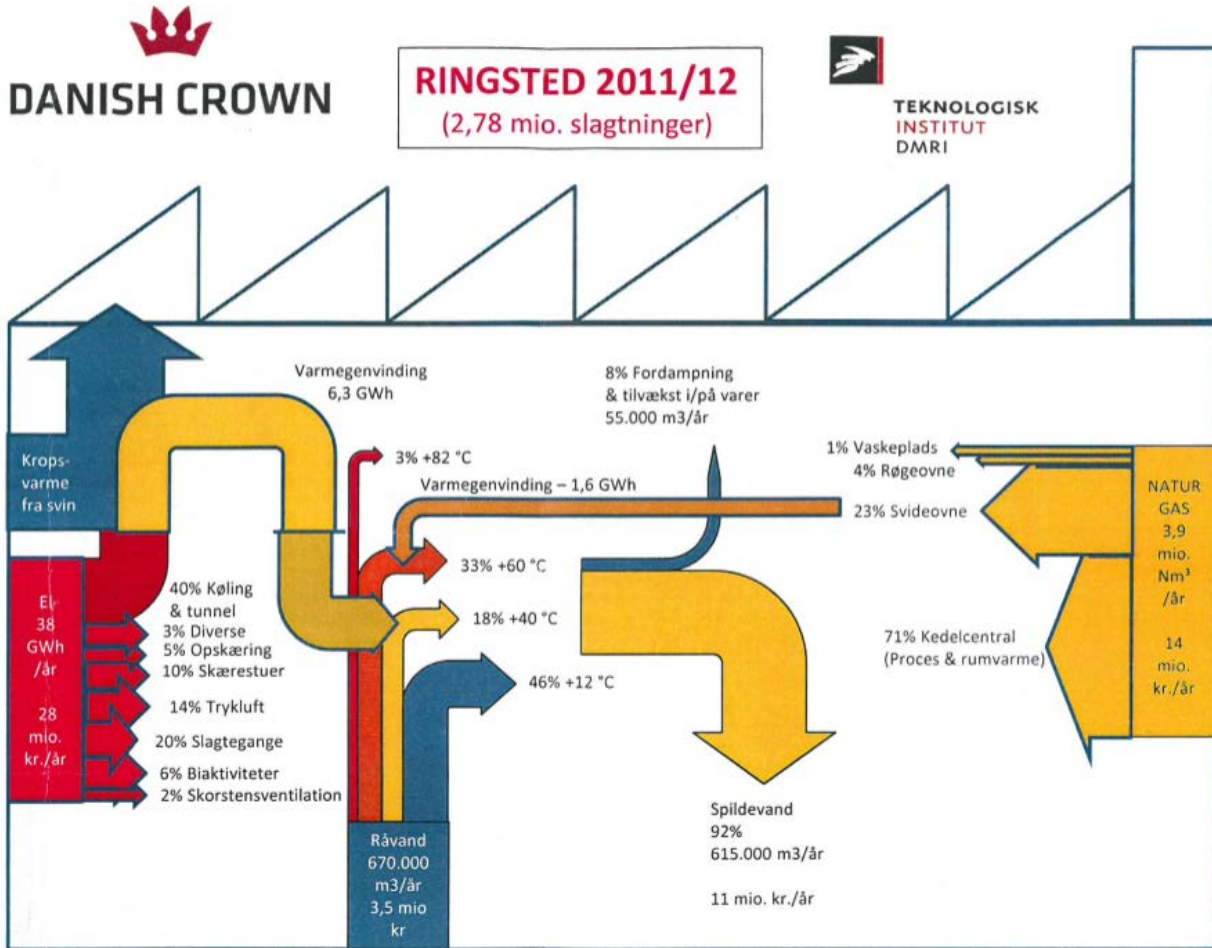 DANISH CROWN
RINGSTED 2011/12
(2,78 mio. slagtninger)
TEKNOLOGISK
INSTITUT
DMRI
Varmegenvinding
6,3 GWh
8% Fordampning
& tilvækst i/på varer
55.000 m3/år
Krops-
varme
fra svin
3% +82 °C
Varmegenvinding – 1,6 GWh
1% Vaskeplads
4% Røgeovne
23% Svideovne
NATUR
GAS
3,9
mio.
Nm³
/år
14
mio.
kr./år
33% +60 °C
18% +40 °C
46% +12 °C
71% Kedelcentral
(Proces & rumvarme)
El-
38
GWh
/år
28
mio.
kr./år
40% Køling
& tunnel
3% Diverse
5% Opskæring
10% Skærestuer
14% Trykluft
20% Slagtegange
6% Biaktiviteter
2% Skorstensventilation
Råvand
670.000
m3/år
3,5 mio
kr
Spildevand
92%
615.000 m3/år
11 mio. kr./år